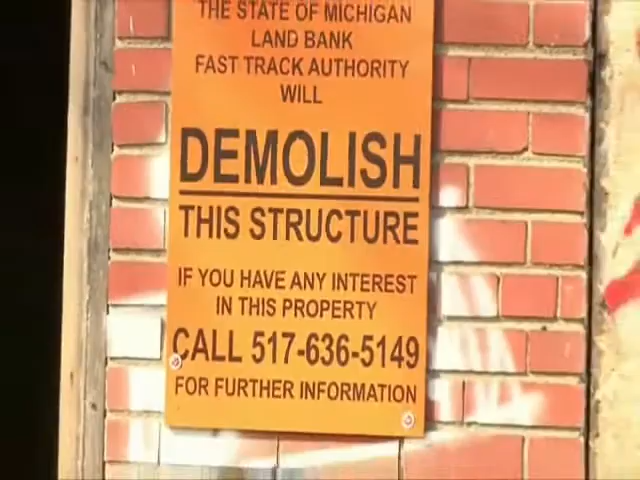 THE STATE OF MICHIGAN
LAND BANK
FAST TRACK AUTHORITY
WILL
DEMOLISH
THIS STRUCTURE
IF YOU HAVE ANY INTEREST
IN THIS PROPERTY
CALL 517-636-5149
FOR FURTHER INFORMATION